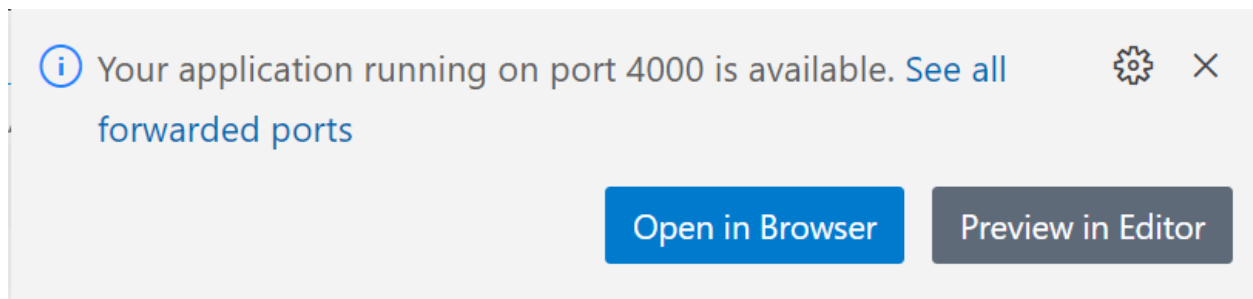 Your application running on port 4000 is available. See all
forwarded ports
Open in Browser
Preview in Editor